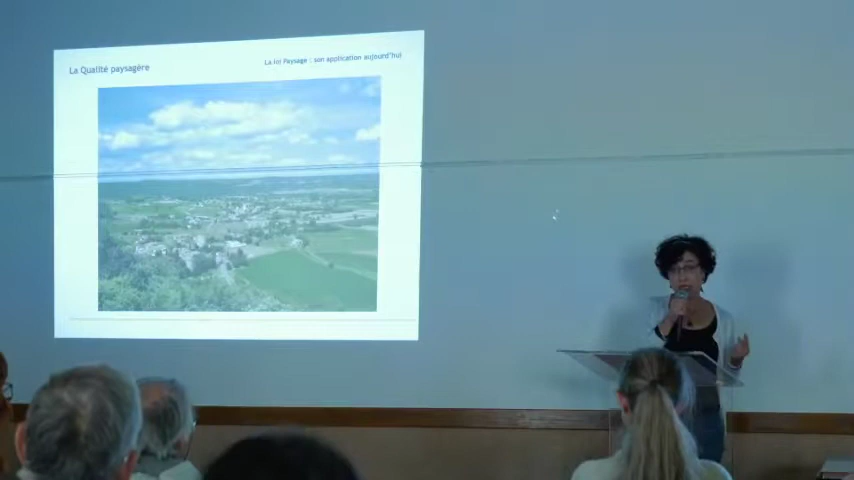 La Qualité paysagère
La loi Paysage : son application aujourd'hui